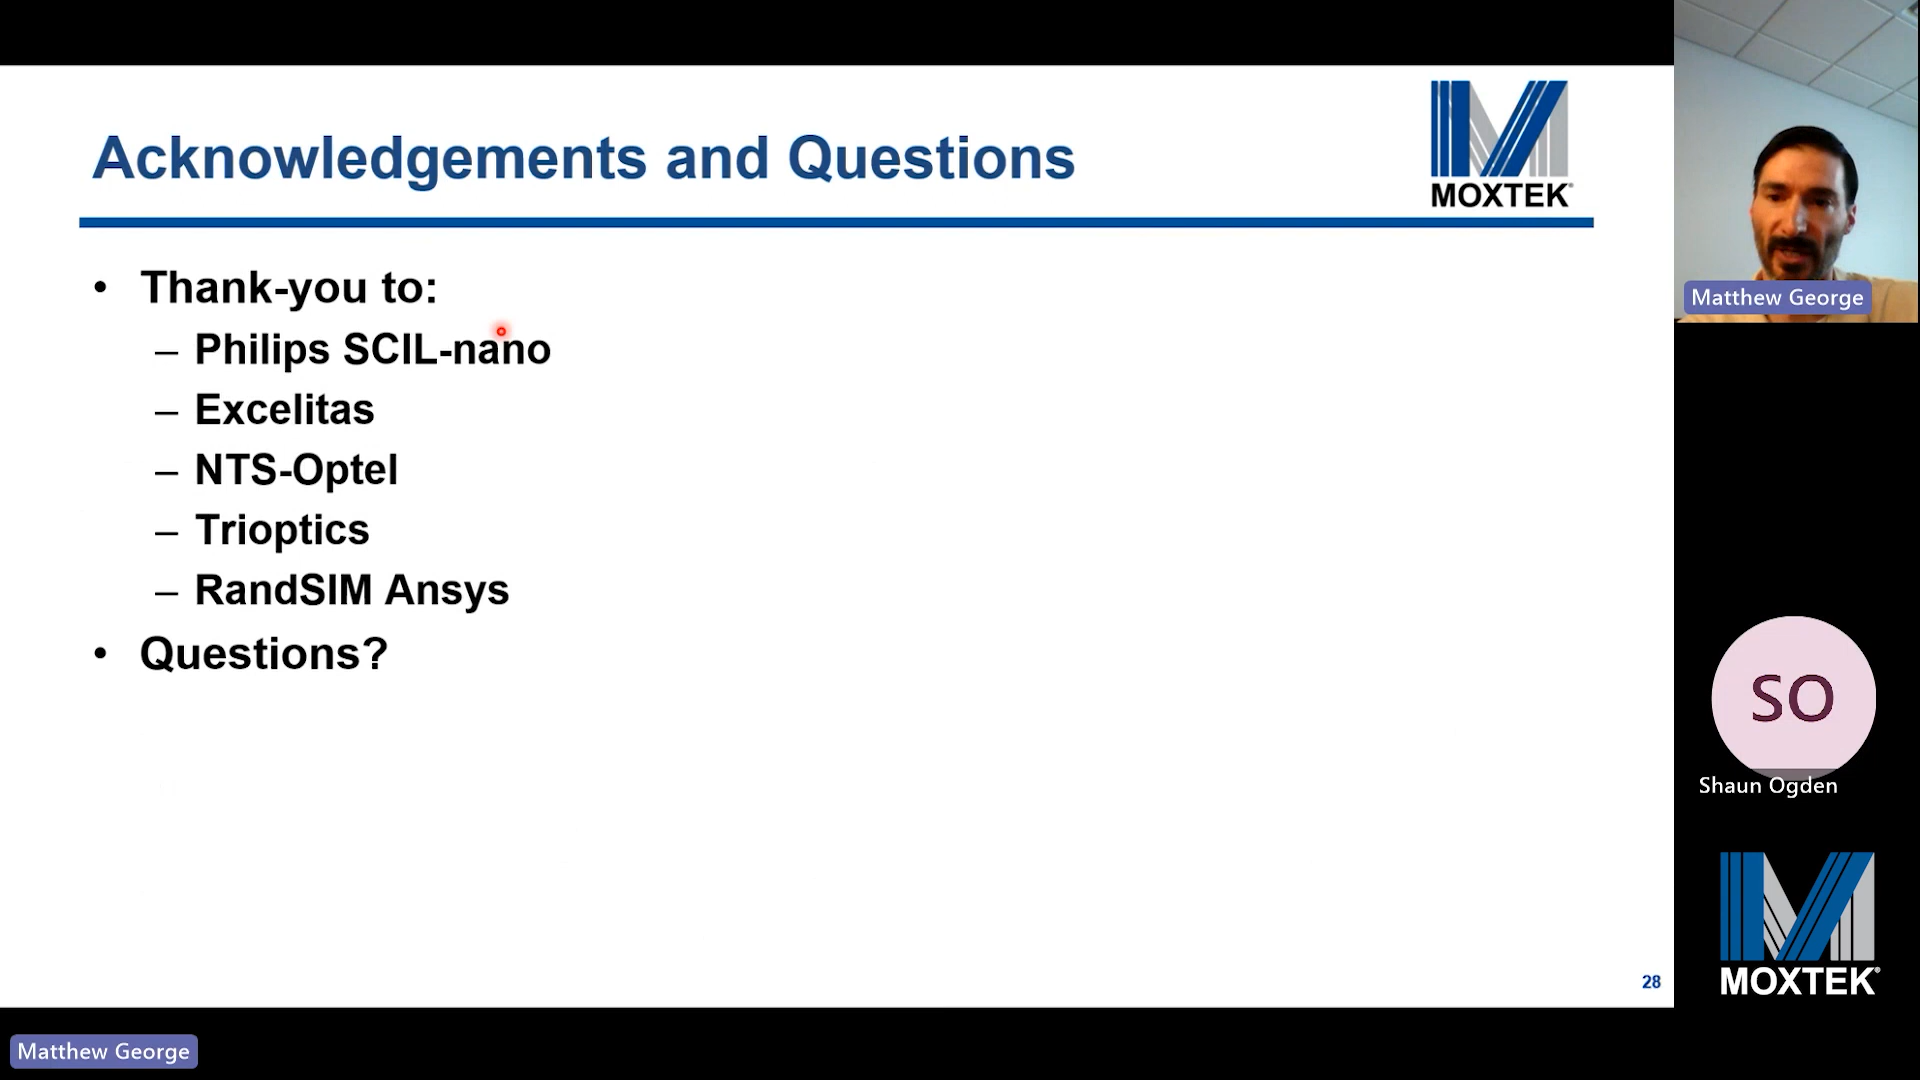 Acknowledgements and Questions
MOXTEK®
• Thank-you to:
– Philips SCIL-nano
– Excelitas
– NTS-Optel
– Trioptics
– RandSIM Ansys
• Questions?
28
Matthew George
SO
Shaun Ogden
MOXTEK®
Matthew George